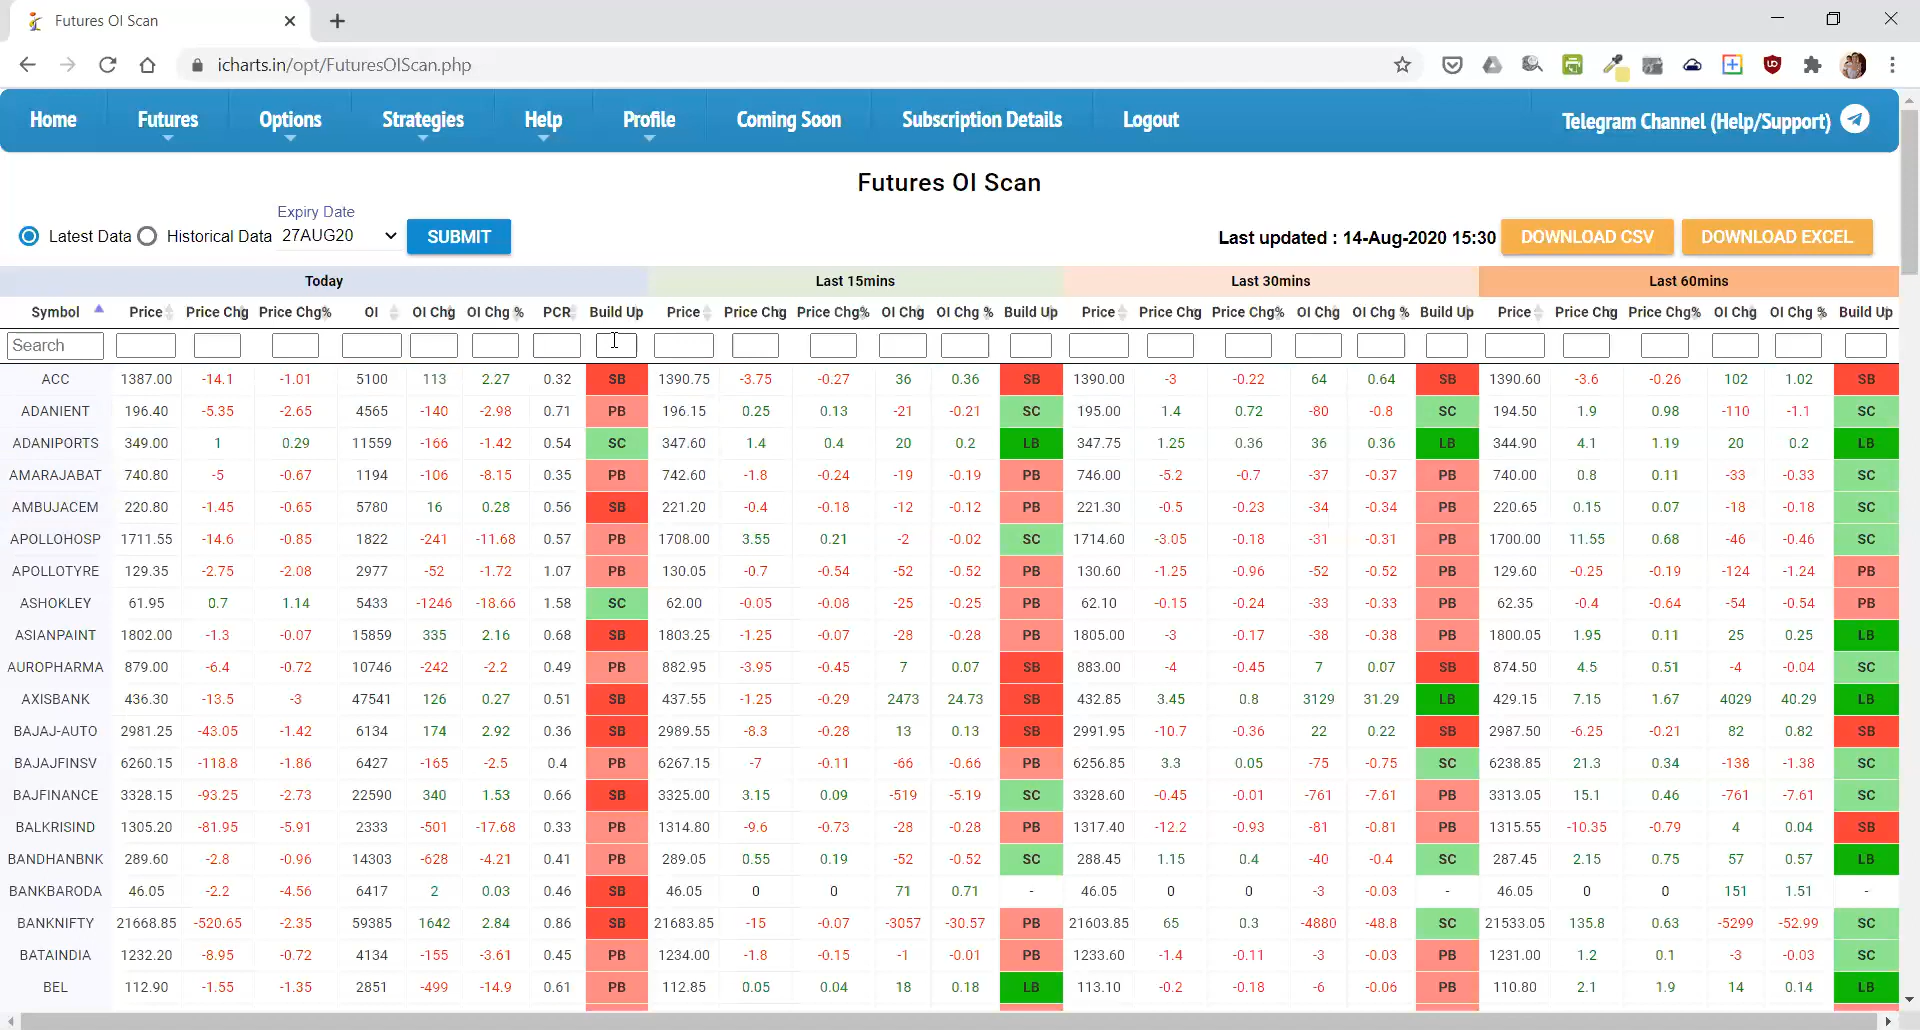 Futures OI Scan
icharts.in/opt/FuturesOIScan.php
Home Futures Options Strategies Help Profile Coming Soon Subscription Details Logout Telegram Channel (Help/Support)
Futures OI Scan
Expiry Date
Latest Data Historical Data 27AUG20 SUBMIT Last updated : 14-Aug-2020 15:30 DOWNLOAD CSV DOWNLOAD EXCEL
Today Last 15mins Last 30mins Last 60mins
Symbol Price Price Chg Price Chg% OI OI Chg OI Chg % PCR Build Up Price Price Chg Price Chg% OI Chg OI Chg % Build Up Price Price Chg Price Chg% OI Chg OI Chg % Build Up Price Price Chg Price Chg% OI Chg OI Chg % Build Up
Search
ACC 1387.00 -14.1 -1.01 5100 113 2.27 0.32 SB 1390.75 -3.75 -0.27 36 0.36 SB 1390.00 -3 -0.22 64 0.64 SB 1390.60 -3.6 -0.26 102 1.02 SB
ADANIENT 196.40 -5.35 -2.65 4565 -140 -2.98 0.71 PB 196.15 0.25 0.13 -21 -0.21 SC 195.00 1.4 0.72 -80 -0.8 SC 194.50 1.9 0.98 -110 -1.1 SC
ADANIPORTS 349.00 1 0.29 11559 -166 -1.42 0.54 SC 347.60 1.4 0.4 20 0.2 LB 347.75 1.25 0.36 36 0.36 LB 344.90 4.1 1.19 20 0.2 LB
AMARAJABAT 740.80 -5 -0.67 1194 -106 -8.15 0.35 PB 742.60 -1.8 -0.24 -19 -0.19 PB 746.00 -5.2 -0.7 -37 -0.37 PB 740.00 0.8 0.11 -33 -0.33 SC
AMBUJACEM 220.80 -1.45 -0.65 5780 16 0.28 0.56 SB 221.20 -0.4 -0.18 -12 -0.12 PB 221.30 -0.5 -0.23 -34 -0.34 PB 220.65 0.15 0.07 -18 -0.18 SC
APOLLOHOSP 1711.55 -14.6 -0.85 1822 -241 -11.68 0.57 PB 1708.00 3.55 0.21 -2 -0.02 SC 1714.60 -3.05 -0.18 -31 -0.31 PB 1700.00 11.55 0.68 -46 -0.46 SC
APOLLOTYRE 129.35 -2.75 -2.08 2977 -52 -1.72 1.07 PB 130.05 -0.7 -0.54 -52 -0.52 PB 130.60 -1.25 -0.96 -52 -0.52 PB 129.60 -0.25 -0.19 -124 -1.24 PB
ASHOKLEY 61.95 0.7 1.14 5433 -1246 -18.66 1.58 SC 62.00 -0.05 -0.08 -25 -0.25 PB 62.10 -0.15 -0.24 -33 -0.33 PB 62.35 -0.4 -0.64 -54 -0.54 PB
ASIANPAINT 1802.00 -1.3 -0.07 15859 335 2.16 0.68 SB 1803.25 -1.25 -0.07 -28 -0.28 PB 1805.00 -3 -0.17 -38 -0.38 PB 1800.05 1.95 0.11 25 0.25 LB
AUROPHARMA 879.00 -6.4 -0.72 10746 -242 -2.2 0.49 PB 882.95 -3.95 -0.45 7 0.07 SB 883.00 -4 -0.45 7 0.07 SB 874.50 4.5 0.51 -4 -0.04 SC
AXISBANK 436.30 -13.5 -3 47541 126 0.27 0.51 SB 437.55 -1.25 -0.29 2473 24.73 SB 432.85 3.45 0.8 3129 31.29 LB 429.15 7.15 1.67 4029 40.29 LB
BAJAJ-AUTO 2981.25 -43.05 -1.42 6134 174 2.92 0.36 SB 2989.55 -8.3 -0.28 13 0.13 SB 2991.95 -10.7 -0.36 22 0.22 SB 2987.50 -6.25 -0.21 82 0.82 SB
BAJAJFINSV 6260.15 -118.8 -1.86 6427 -165 -2.5 0.4 PB 6267.15 -7 -0.11 -66 -0.66 PB 6256.85 3.3 0.05 -75 -0.75 SC 6238.85 21.3 0.34 -138 -1.38 SC
BAJFINANCE 3328.15 -93.25 -2.73 22590 340 1.53 0.66 SB 3325.00 3.15 0.09 -519 -5.19 SC 3328.60 -0.45 -0.01 -761 -7.61 PB 3313.05 15.1 0.46 -761 -7.61 SC
BALKRISIND 1305.20 -81.95 -5.91 2333 -501 -17.68 0.33 PB 1314.80 -9.6 -0.73 -28 -0.28 PB 1317.40 -12.2 -0.93 -81 -0.81 PB 1315.55 -10.35 -0.79 4 0.04 SB
BANDHANBNK 289.60 -2.8 -0.96 14303 -628 -4.21 0.41 PB 289.05 0.55 0.19 -52 -0.52 SC 288.45 1.15 0.4 -40 -0.4 SC 287.45 2.15 0.75 57 0.57 LB
BANKBARODA 46.05 -2.2 -4.56 6417 2 0.03 0.46 SB 46.05 0 0 71 0.71 - 46.05 0 0 -3 -0.03 - 46.05 0 0 151 1.51 -
BANKNIFTY 21668.85 -520.65 -2.35 59385 1642 2.84 0.86 SB 21683.85 -15 -0.07 -3057 -30.57 PB 21603.85 65 0.3 -4880 -48.8 SC 21533.05 135.8 0.63 -5299 -52.99 SC
BATAINDIA 1232.20 -8.95 -0.72 4134 -155 -3.61 0.45 PB 1234.00 -1.8 -0.15 -1 -0.01 PB 1233.60 -1.4 -0.11 -3 -0.03 PB 1231.00 1.2 0.1 -3 -0.03 SC
BEL 112.90 -1.55 -1.35 2851 -499 -14.9 0.61 PB 112.85 0.05 0.04 18 0.18 LB 113.10 -0.2 -0.18 -6 -0.06 PB 110.80 2.1 1.9 14 0.14 LB